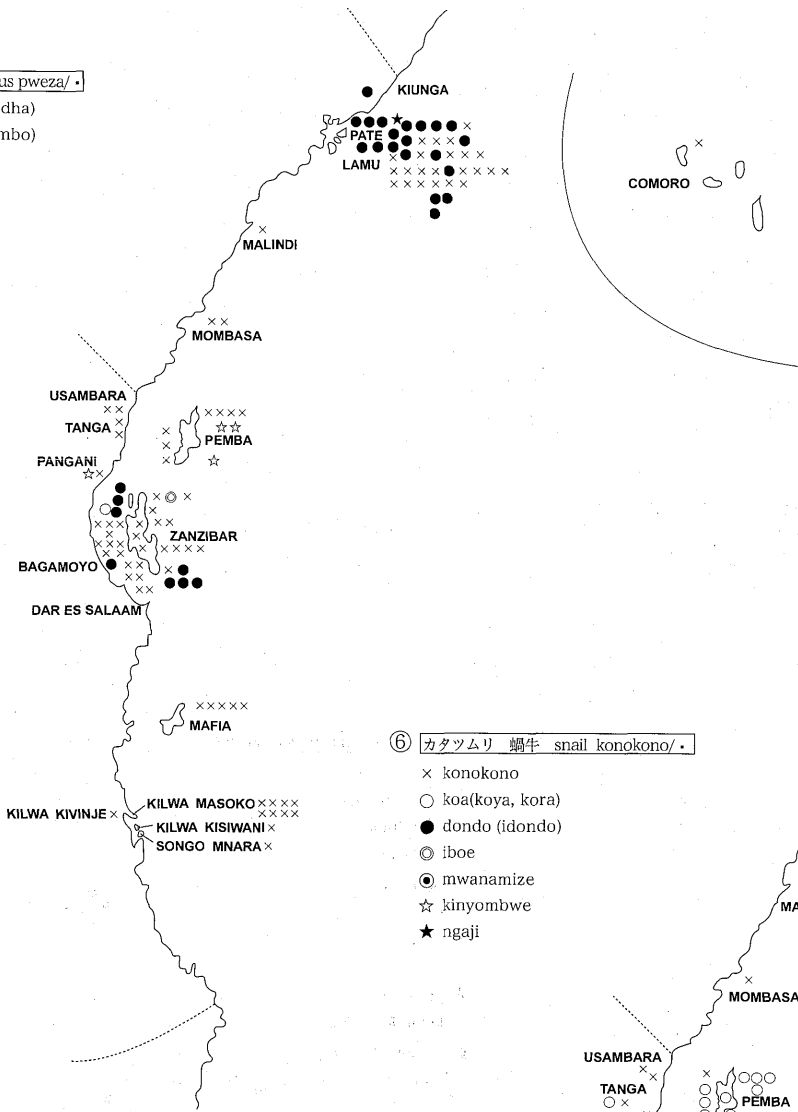 us pweza/ •
dha)
mbo)
KIUNGA
PATE
LAMU
COMORO
MALINDI
MOMBASA
USAMBARA
TANGA
PEMBA
PANGANI
ZANZIBAR
BAGAMOYO
DAR ES SALAAM
MAFIA
KILWA MASOKO
KILWA KIVINJE
KILWA KISIWANI
SONGO MNARA
⑥ カタツムリ 蝸牛 snail konokono/ •
× konokono
○ koa(koya, kora)
● dondo (idondo)
◎ iboe
◉ mwanamize
☆ kinyombwe
★ ngaji
MA
MOMBASA
USAMBARA
TANGA
PEMBA